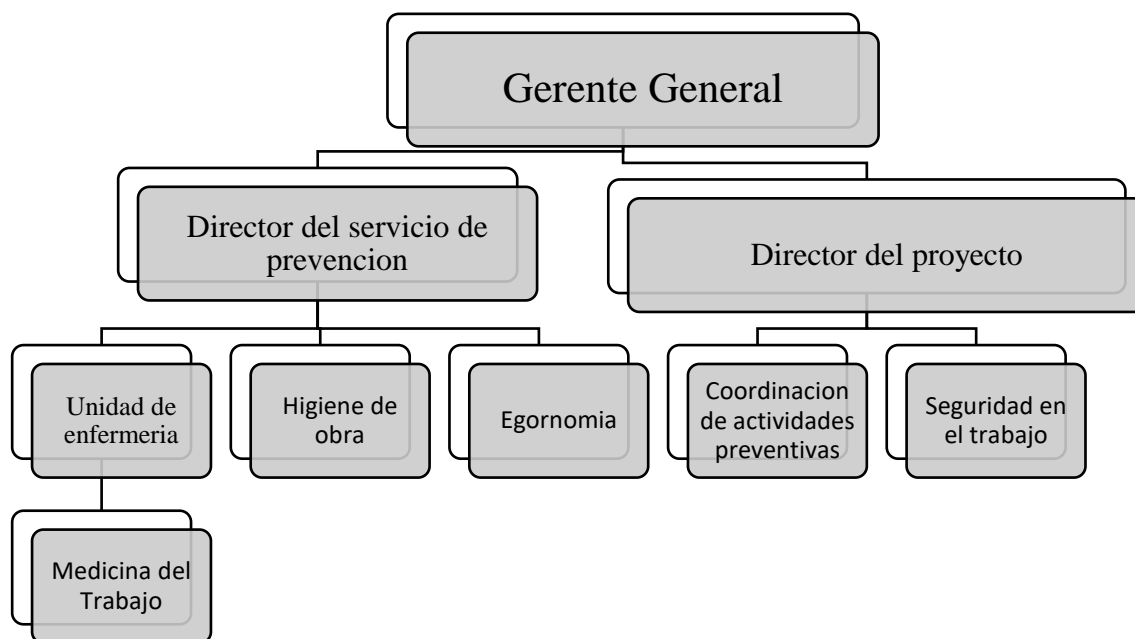 Gerente General
Director del servicio de
prevencion
Director del proyecto
Unidad de
enfermeria
Higiene de
obra
Egornomia
Coordinacion
de actividades
preventivas
Seguridad en
el trabajo
Medicina del
Trabajo